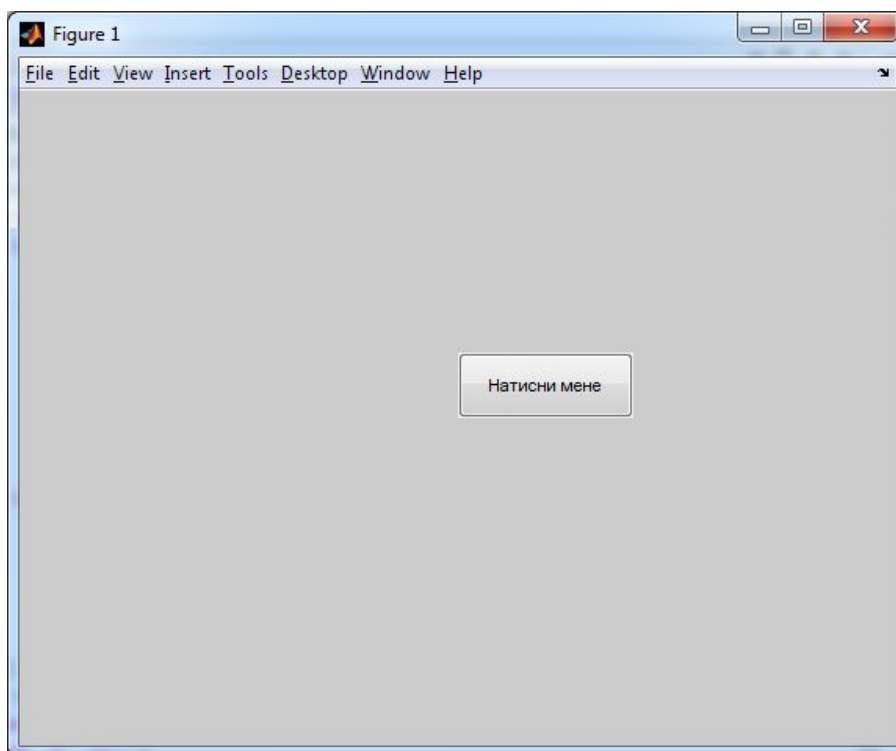 Figure 1
File Edit View Insert Tools Desktop Window Help
Натисни мене